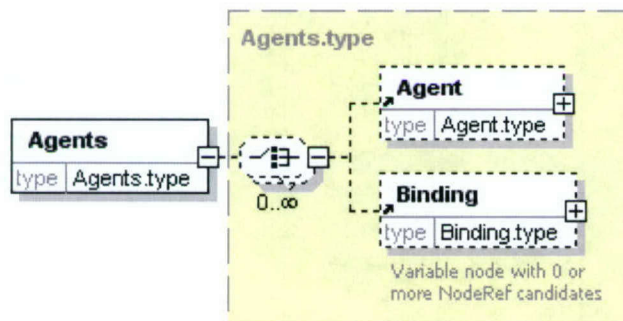 Agents.type
Agents
type Agents.type
0..∞
Agent
type Agent.type
Binding
type Binding.type
Variable node with 0 or
more NodeRef candidates